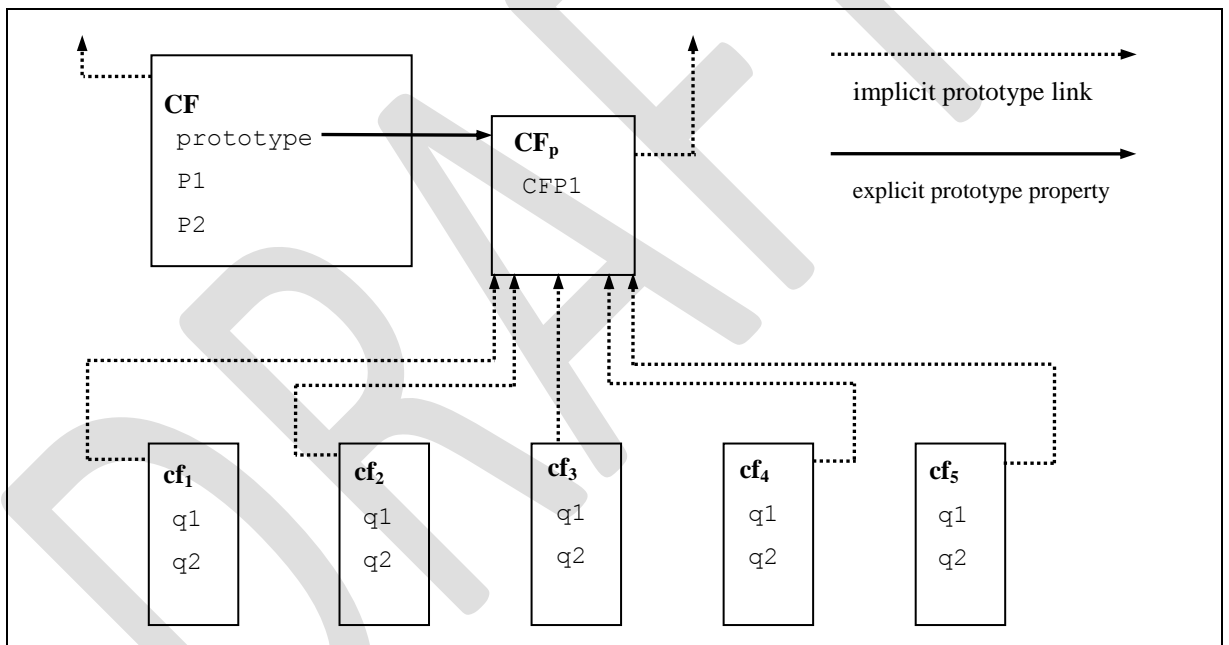 CF
prototype
P1
P2
CFp
CFP1
implicit prototype link
explicit prototype property
cf1
q1
q2
cf2
q1
q2
cf3
q1
q2
cf4
q1
q2
cf5
q1
q2
DRAFT